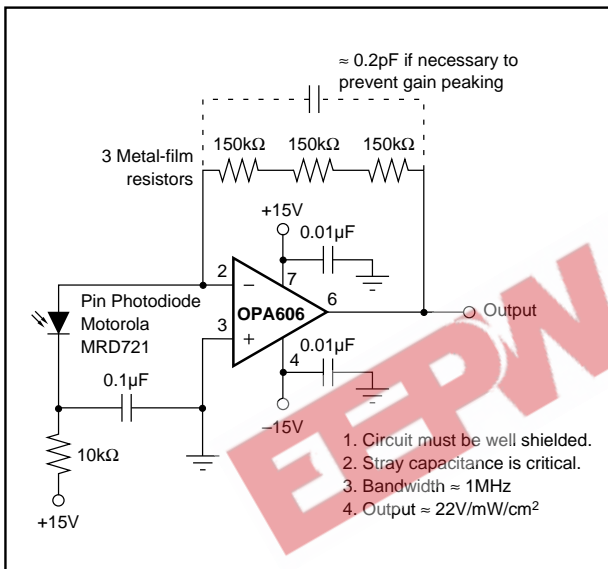 ≈ 0.2pF if necessary to
prevent gain peaking
150kΩ 150kΩ 150kΩ
3 Metal-film
resistors
+15V
0.01µF
2
7
−
Pin Photodiode
Motorola
MRD721
OPA606
6
Output
3
+
4
0.01µF
0.1µF
−15V
10kΩ
+15V
1. Circuit must be well shielded.
2. Stray capacitance is critical.
3. Bandwidth ≈ 1MHz
4. Output ≈ 22V/mW/cm²
EEPW